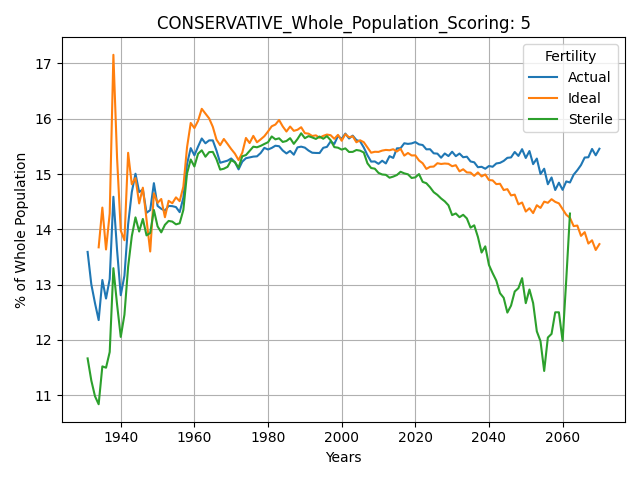 CONSERVATIVE_Whole_Population_Scoring: 5
Fertility
Actual
Ideal
Sterile
% of Whole Population
17
16
15
14
13
12
11
1940 1960 1980 2000 2020 2040 2060
Years